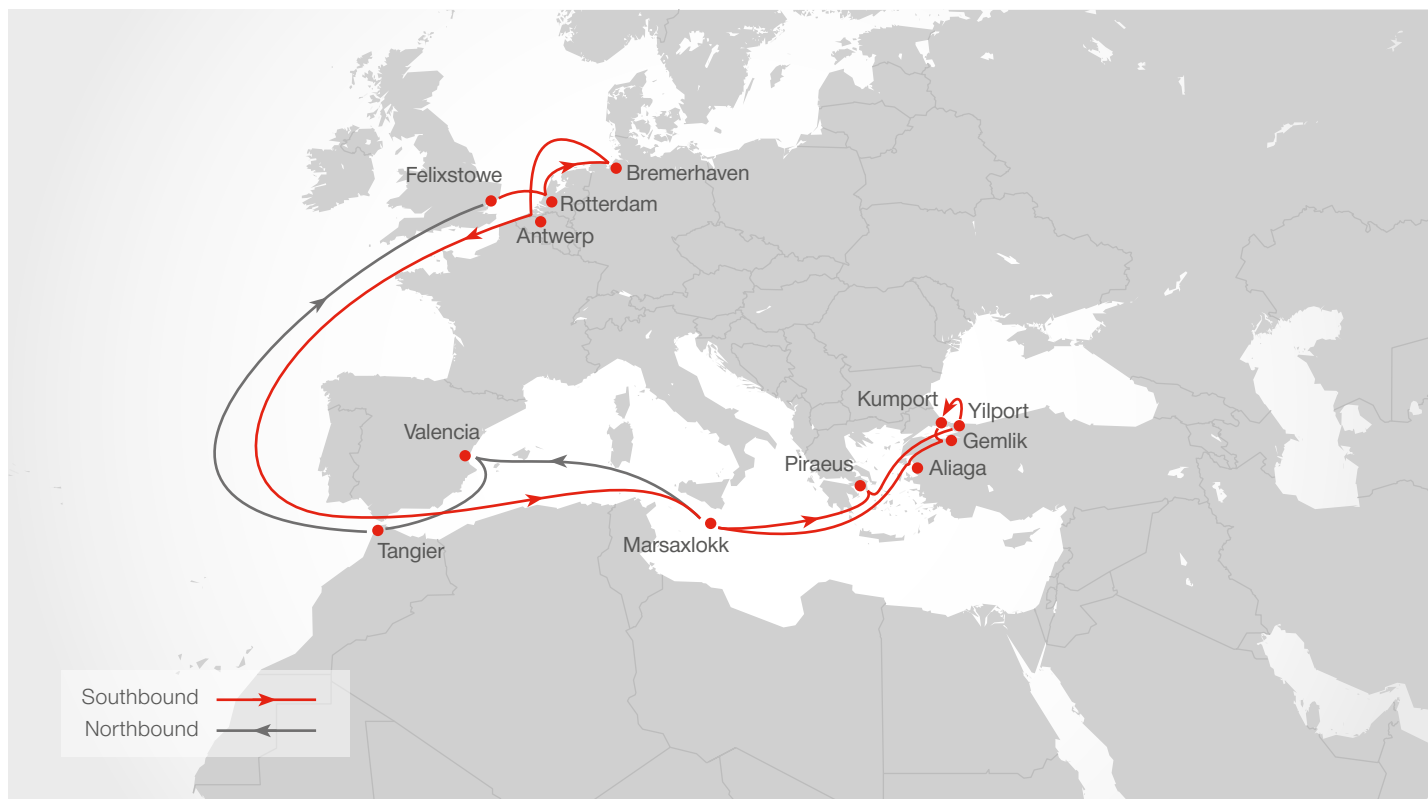 Felixstowe
Bremerhaven
Rotterdam
Antwerp
Kumport
Yilport
Valencia
Gemlik
Piraeus
Aliaga
Marsaxlokk
Tangier
Southbound
Northbound